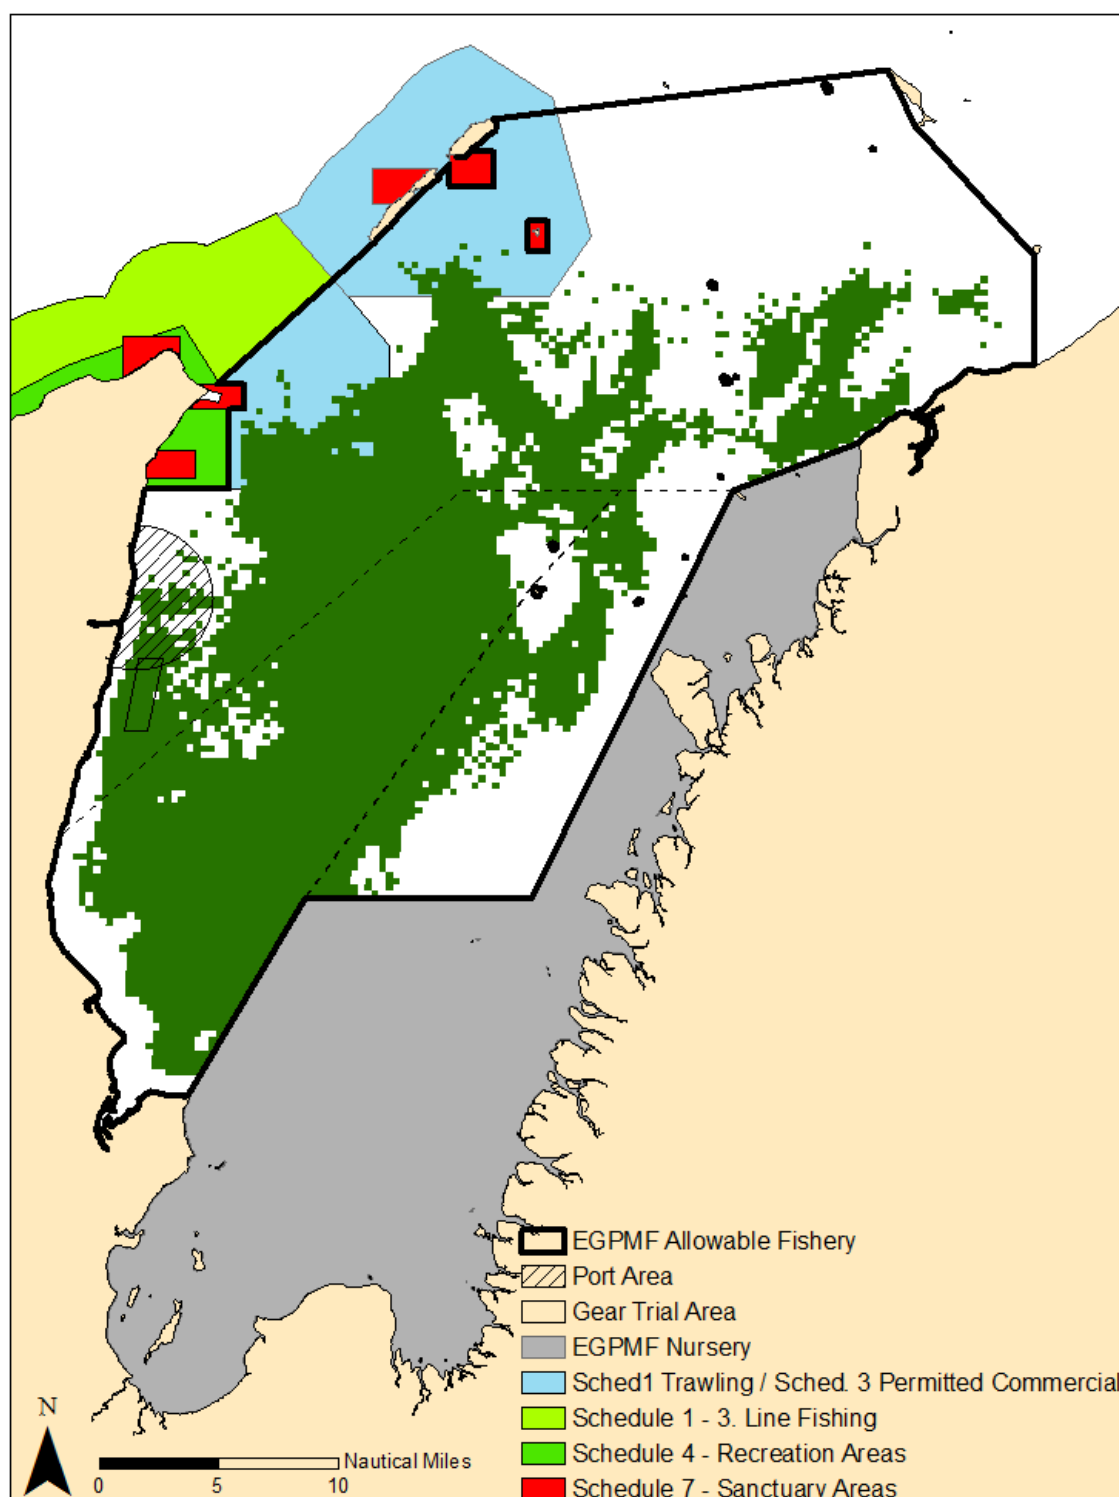 EGPMF Allowable Fishery
Port Area
Gear Trial Area
EGPMF Nursery
Sched1 Trawling / Sched. 3 Permitted Commercial
Schedule 1 - 3. Line Fishing
Schedule 4 - Recreation Areas
Schedule 7 - Sanctuary Areas
N
Nautical Miles
0 5 10